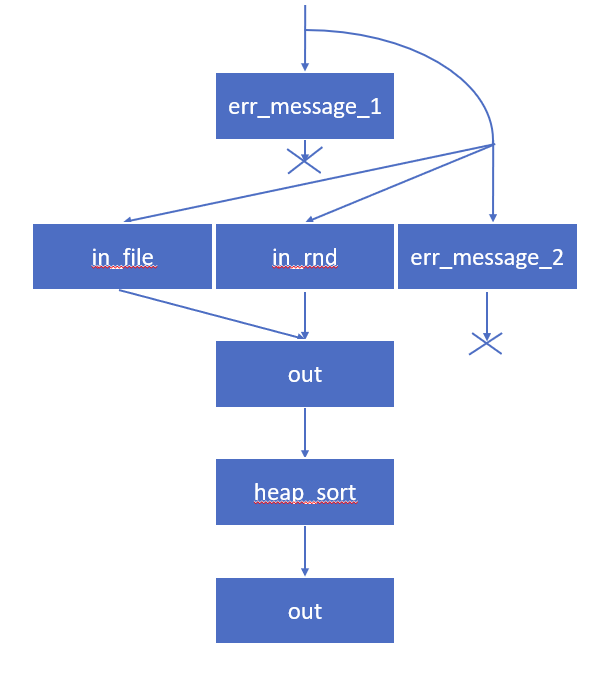 err_message_1
in_file
in_rnd
err_message_2
out
heap_sort
out